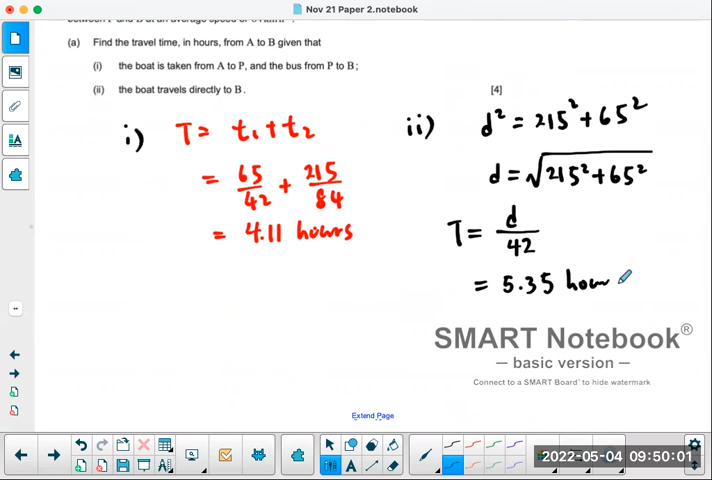 Nov 21 Paper 2.notebook
(a) Find the travel time, in hours, from A to B given that
(i) the boat is taken from A to P, and the bus from P to B;
(ii) the boat travels directly to B.
[4]
i) T = t₁ + t₂
= 65/42 + 215/84
= 4.11 hours
ii) d² = 215² + 65²
d = √215² + 65²
T = d/42
= 5.35 hour
SMART Notebook®
— basic version —
Connect to a SMART Board® to hide watermark
Extend Page
2022-05-04 09:50:01